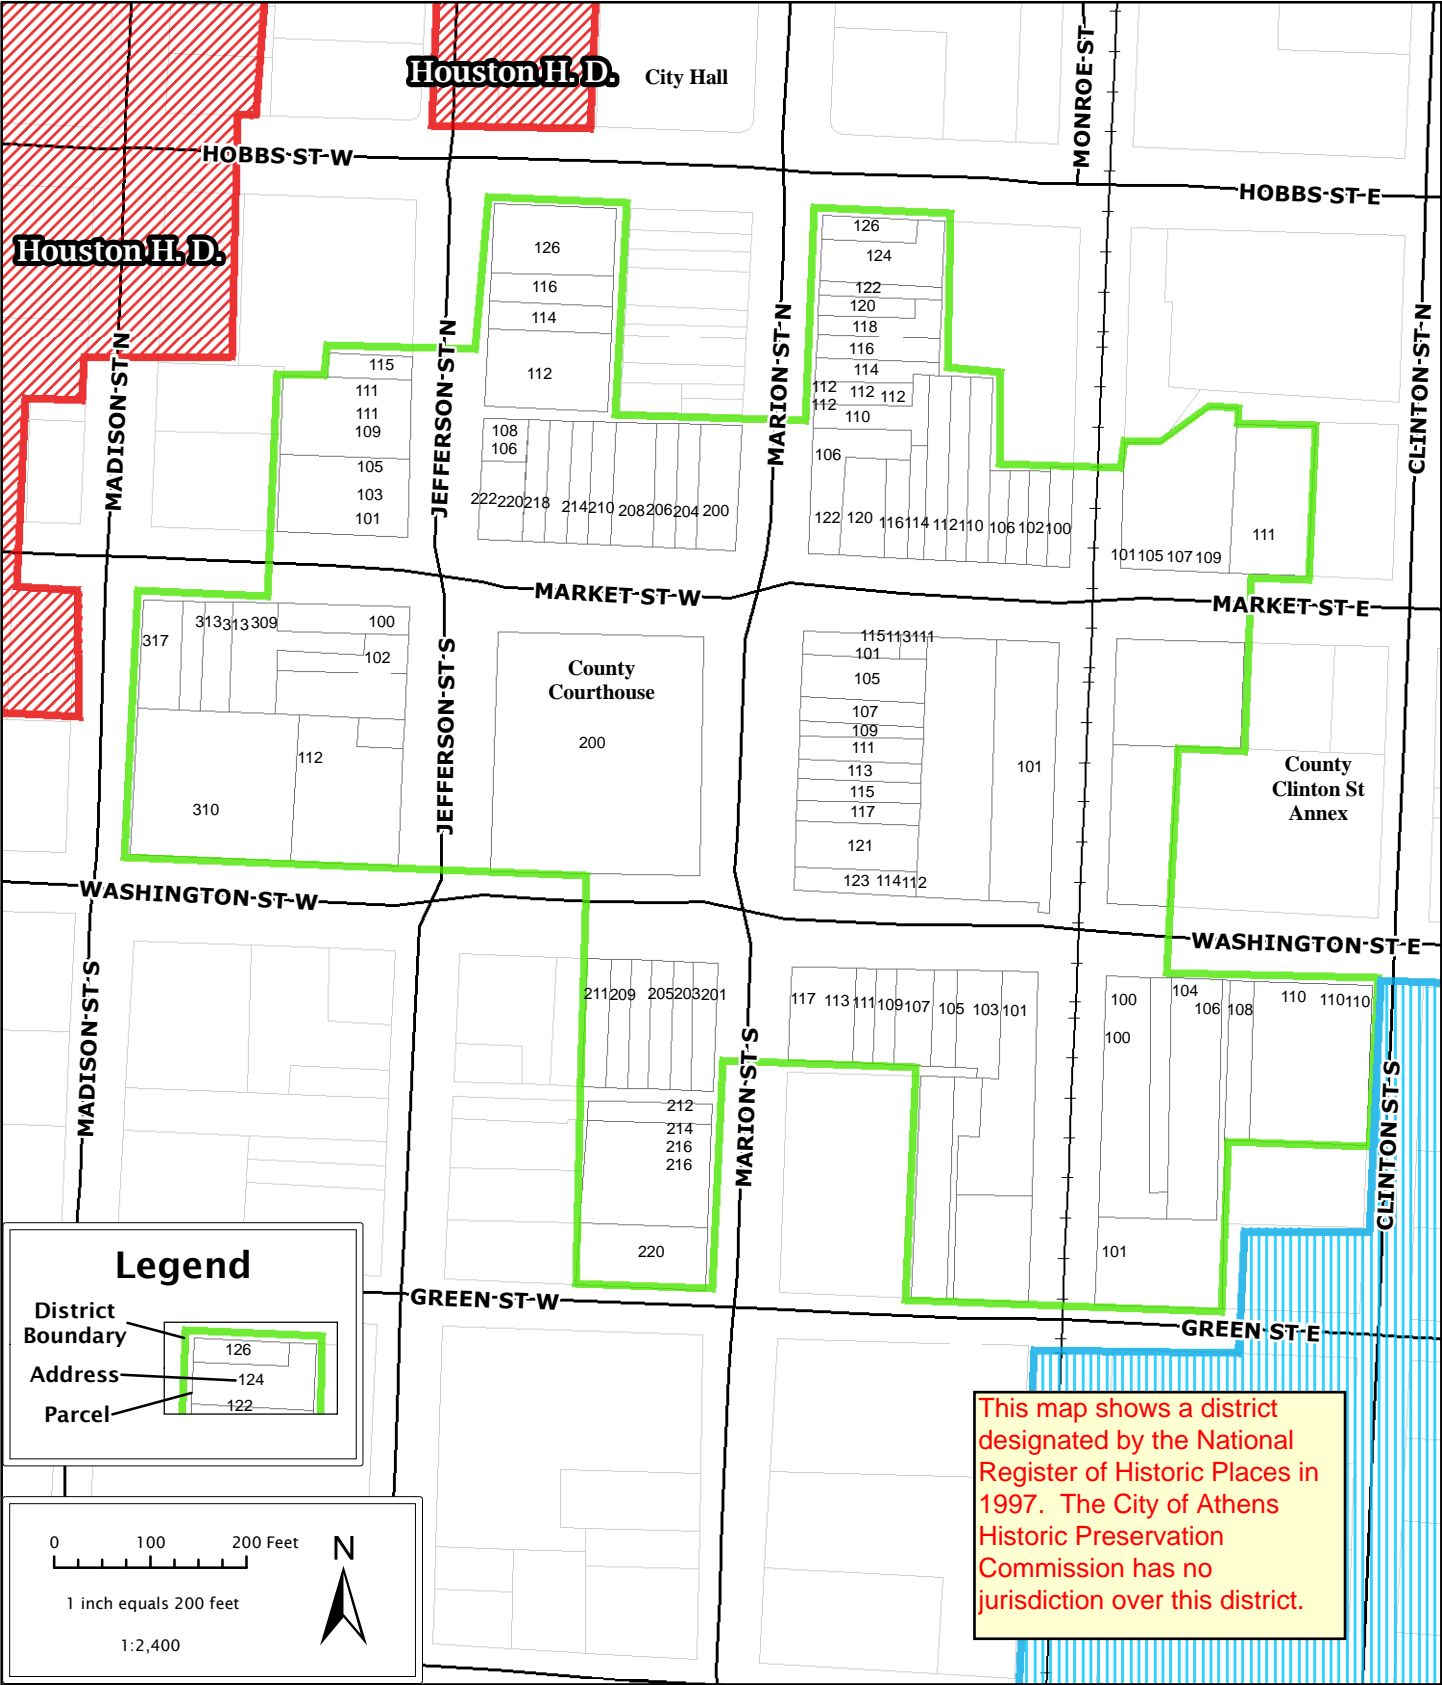 Houston H. D.
City Hall
MONROE ST
HOBBS ST W
HOBBS ST E
Houston H. D.
126
116
114
112
126
124
122
120
118
116
114
112
112
112
112
110
106
MADISON ST N
JEFFERSON ST N
MARION ST N
CLINTON ST N
115
111
111
109
105
103
101
108
106
222 220 218 214 210 208 206 204 200
122 120 116 114 112 110 106 102 100
101 105 107 109
111
MARKET ST W
MARKET ST E
317
313 313 309
100
102
112
310
JEFFERSON ST S
County
Courthouse
200
115 113 111
101
105
107
109
111
113
115
117
121
123 114 112
101
County
Clinton St
Annex
WASHINGTON ST W
WASHINGTON ST E
MADISON ST S
211 209 205 203 201
212
214
216
216
220
MARION ST S
117 113 111 109 107 105 103 101
100
100
104
106 108
110 110 110
101
CLINTON ST S
GREEN ST W
GREEN ST E
Legend
District
Boundary
Address
Parcel
126
124
122
0 100 200 Feet
N
1 inch equals 200 feet
1:2,400
This map shows a district
designated by the National
Register of Historic Places in
1997. The City of Athens
Historic Preservation
Commission has no
jurisdiction over this district.